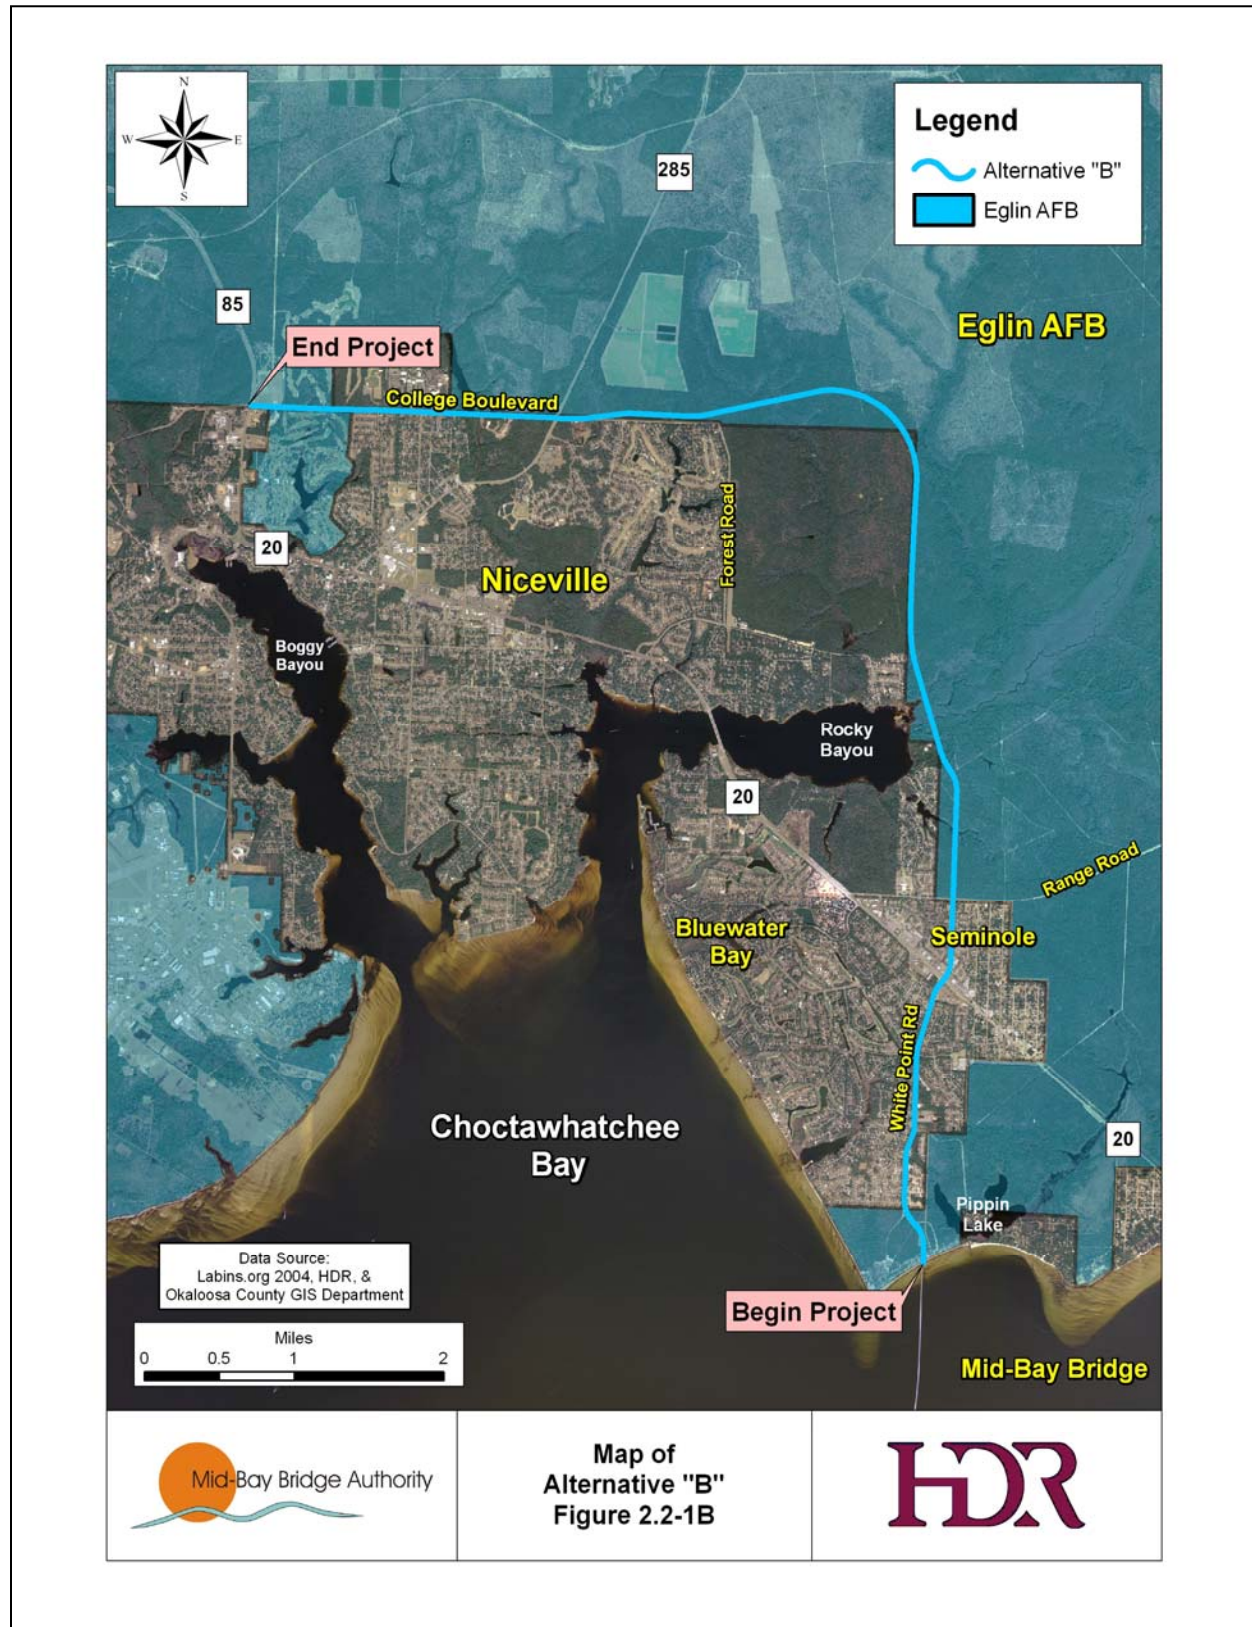 N
W
E
S
Legend
Alternative "B"
Eglin AFB
285
85
End Project
Eglin AFB
College Boulevard
Forest Road
20
Niceville
Boggy
Bayou
Rocky
Bayou
20
Range Road
Bluewater
Bay
Seminole
White Point Rd
Choctawhatchee
Bay
20
Pippin
Lake
Data Source:
Labins.org 2004, HDR, &
Okaloosa County GIS Department
Begin Project
Miles
0 0.5 1 2
Mid-Bay Bridge
Mid-Bay Bridge Authority
Map of
Alternative "B"
Figure 2.2-1B
HDR